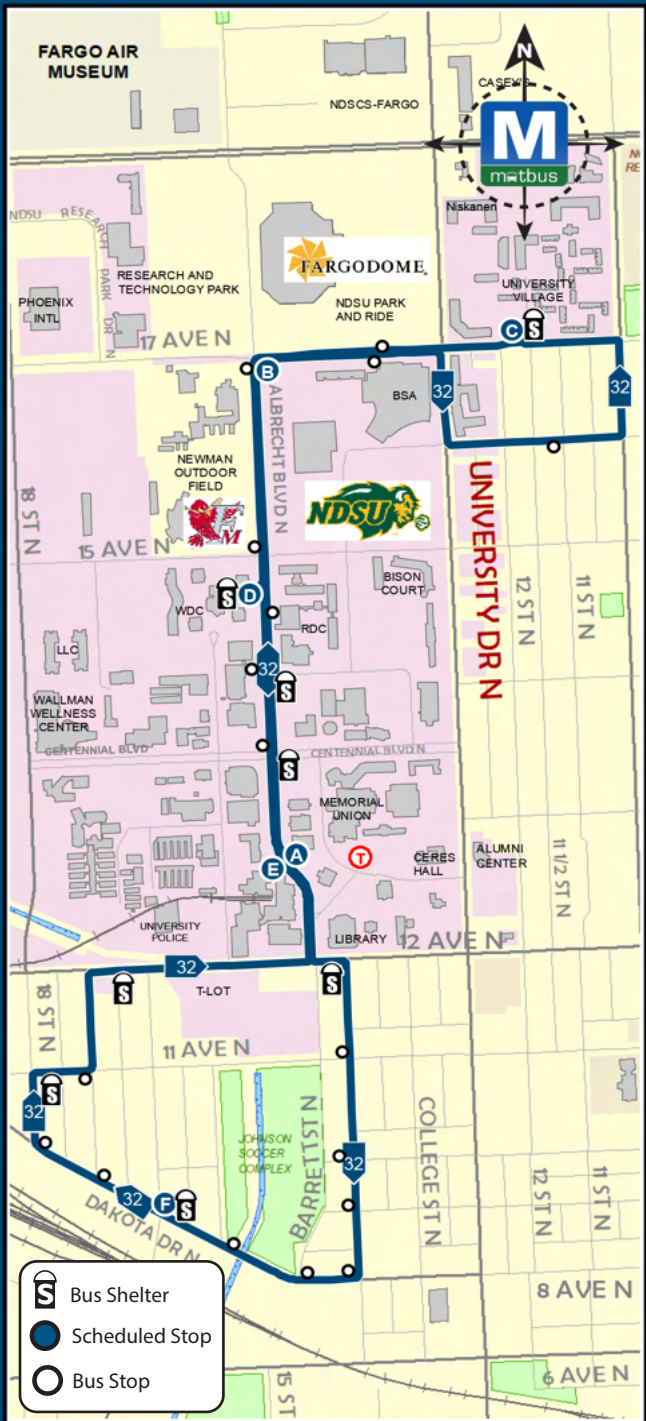 FARGO AIR
MUSEUM
N
CASEY'S
NDSCS-FARGO
M
matbus
Niskanen
NDSU RESEARCH PARK DR N
FARGODOME
RESEARCH AND
TECHNOLOGY PARK
UNIVERSITY
VILLAGE
PHOENIX
INTL
NDSU PARK
AND RIDE
S
C
17 AVE N
B
32
32
BSA
ALBRECHT BLVD N
NEWMAN
OUTDOOR
FIELD
18 ST N
NDSU
UNIVERSITY DR N
15 AVE N
BISON
COURT
12 ST N
11 ST N
S
D
WDC
RDC
LLC
32
S
WALLMAN
WELLNESS
CENTER
CENTENNIAL BLVD
CENTENNIAL BLVD N
S
MEMORIAL
UNION
A
E
T
CERES
HALL
ALUMNI
CENTER
11 1/2 ST N
UNIVERSITY
POLICE
LIBRARY
12 AVE N
32
S
S
T-LOT
18 ST N
11 AVE N
S
32
BARRETT ST N
COLLEGE ST N
JOHNSON
SOCCER
COMPLEX
32
12 ST N
11 ST N
32
F
S
DAKOTA DR N
8 AVE N
S
Bus Shelter
Scheduled Stop
Bus Stop
15 ST
6 AVE N